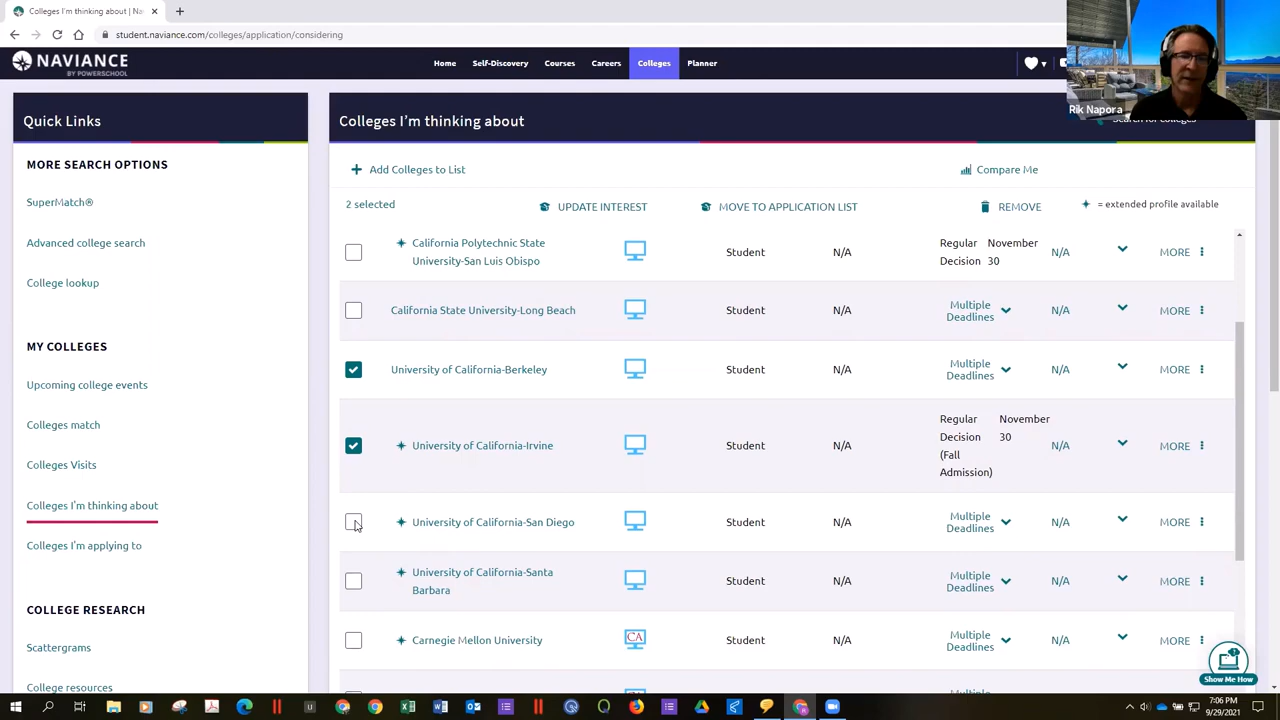 Colleges I'm thinking about | Na
student.naviance.com/colleges/application/considering
NAVIANCE
BY POWERSCHOOL
Home Self-Discovery Courses Careers Colleges Planner
Rik Napora
Quick Links
MORE SEARCH OPTIONS
SuperMatch®
Advanced college search
College lookup
MY COLLEGES
Upcoming college events
Colleges match
Colleges Visits
Colleges I'm thinking about
Colleges I'm applying to
COLLEGE RESEARCH
Scattergrams
College resources
Colleges I'm thinking about
Search for colleges
Add Colleges to List
Compare Me
2 selected
UPDATE INTEREST
MOVE TO APPLICATION LIST
REMOVE
= extended profile available
California Polytechnic State
University-San Luis Obispo
Student
N/A
Regular
Decision
November
30
N/A
MORE
California State University-Long Beach
Student
N/A
Multiple
Deadlines
N/A
MORE
University of California-Berkeley
Student
N/A
Multiple
Deadlines
N/A
MORE
University of California-Irvine
Student
N/A
Regular
Decision
(Fall
Admission)
November
30
N/A
MORE
University of California-San Diego
Student
N/A
Multiple
Deadlines
N/A
MORE
University of California-Santa
Barbara
Student
N/A
Multiple
Deadlines
N/A
MORE
Carnegie Mellon University
CA
Student
N/A
Multiple
Deadlines
N/A
MORE
Show Me How
7:06 PM
9/29/2021